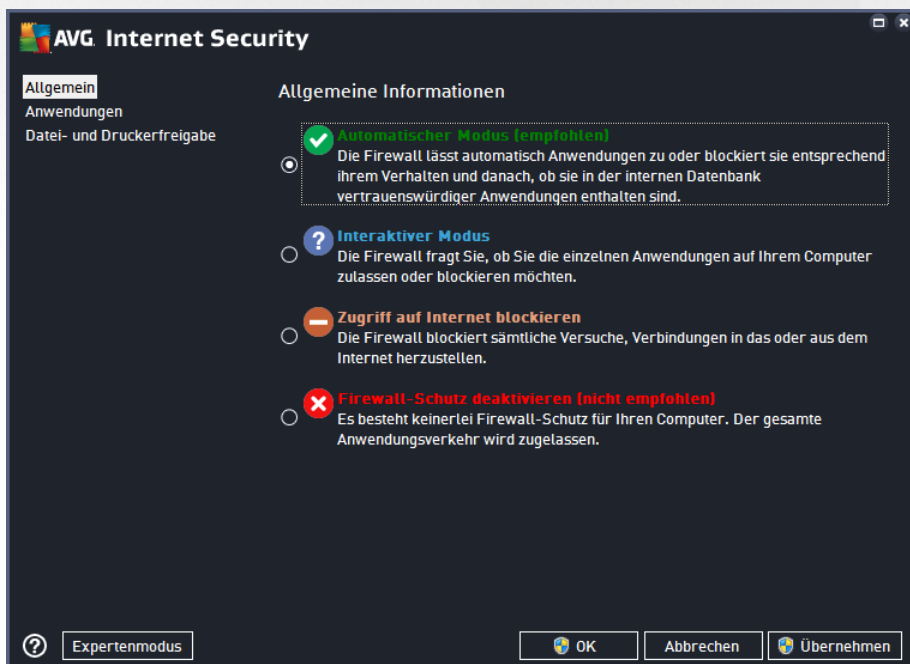 AVG Internet Security
Allgemein
Anwendungen
Datei- und Druckerfreigabe
Allgemeine Informationen
Automatischer Modus (empfohlen)
Die Firewall lässt automatisch Anwendungen zu oder blockiert sie entsprechend
ihrem Verhalten und danach, ob sie in der internen Datenbank
vertrauenswürdiger Anwendungen enthalten sind.
Interaktiver Modus
Die Firewall fragt Sie, ob Sie die einzelnen Anwendungen auf Ihrem Computer
zulassen oder blockieren möchten.
Zugriff auf Internet blockieren
Die Firewall blockiert sämtliche Versuche, Verbindungen in das oder aus dem
Internet herzustellen.
Firewall-Schutz deaktivieren (nicht empfohlen)
Es besteht keinerlei Firewall-Schutz für Ihren Computer. Der gesamte
Anwendungsverkehr wird zugelassen.
Expertenmodus
OK
Abbrechen
Übernehmen